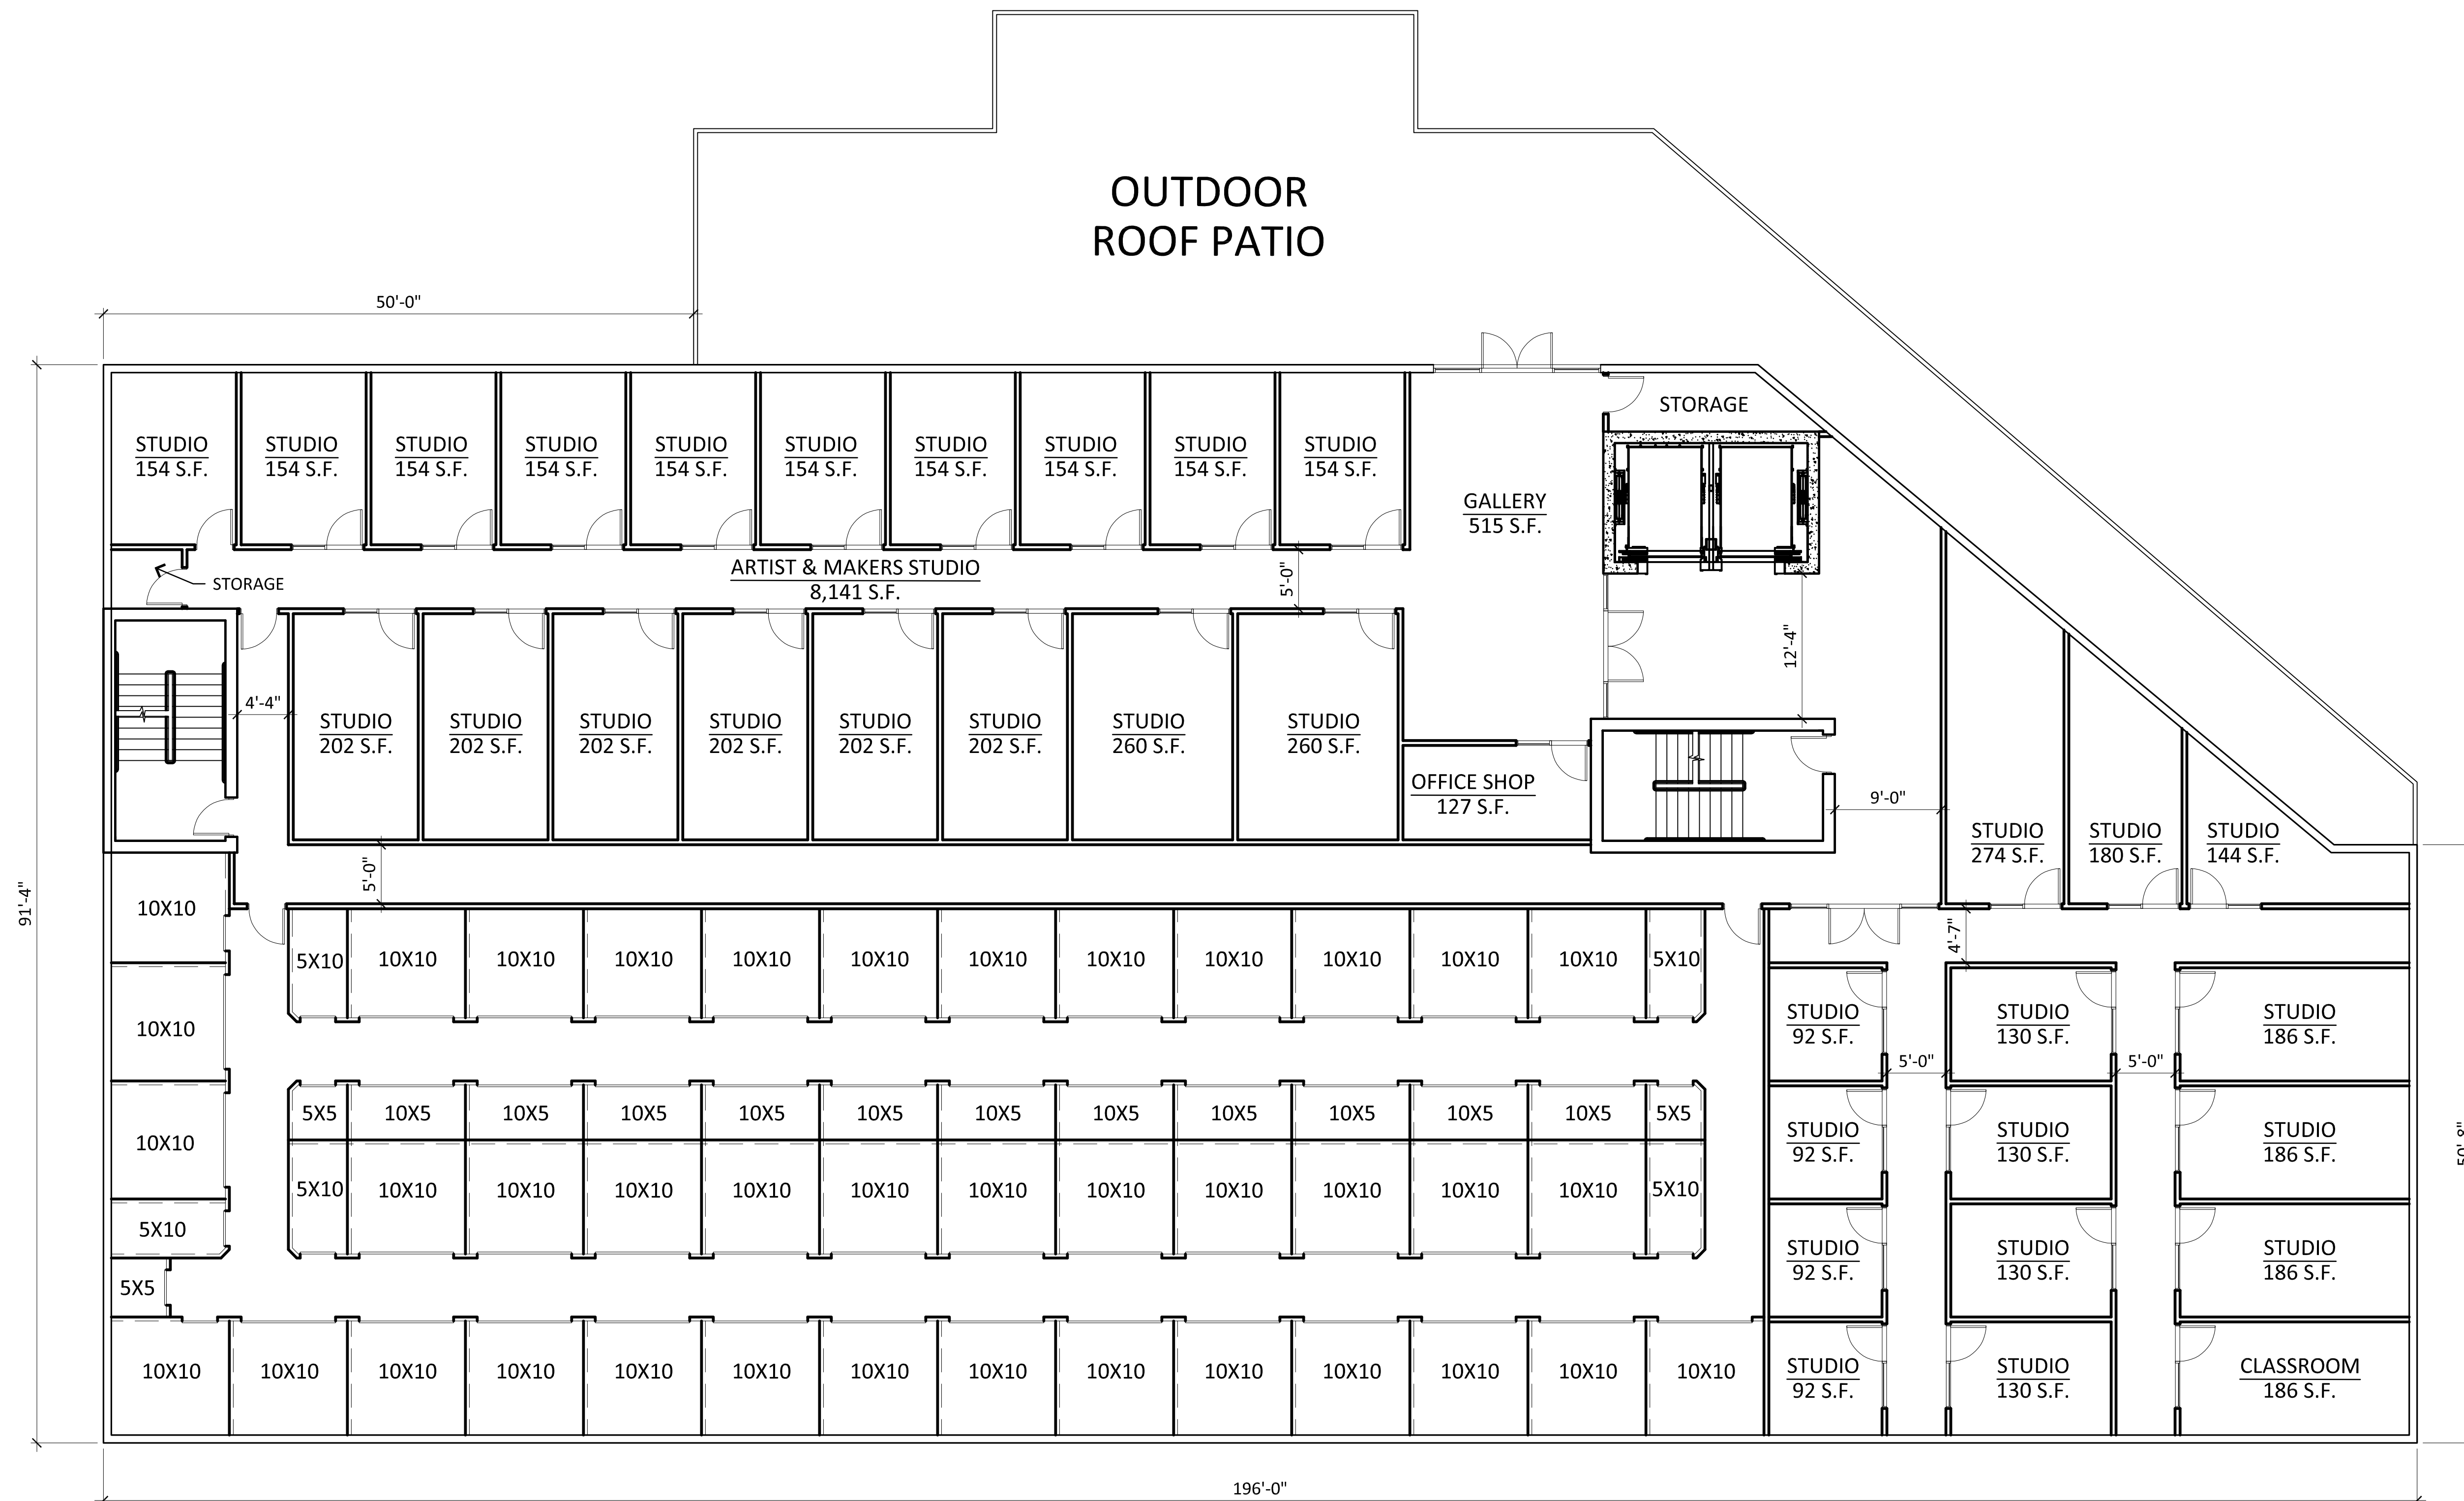 OUTDOOR
ROOF PATIO
50'-0"
STORAGE
STUDIO STUDIO STUDIO STUDIO STUDIO STUDIO STUDIO STUDIO STUDIO STUDIO
154 S.F. 154 S.F. 154 S.F. 154 S.F. 154 S.F. 154 S.F. 154 S.F. 154 S.F. 154 S.F. 154 S.F.
GALLERY
515 S.F.
ARTIST & MAKERS STUDIO
8,141 S.F.
STORAGE
5'-0"
12'-4"
4'-4"
STUDIO STUDIO STUDIO STUDIO STUDIO STUDIO STUDIO STUDIO
202 S.F. 202 S.F. 202 S.F. 202 S.F. 202 S.F. 202 S.F. 260 S.F. 260 S.F.
OFFICE SHOP
127 S.F.
9'-0"
STUDIO STUDIO STUDIO
274 S.F. 180 S.F. 144 S.F.
5'-0"
91'-4"
10X10
4'-7"
5X10 10X10 10X10 10X10 10X10 10X10 10X10 10X10 10X10 10X10 10X10 10X10 5X10
10X10
STUDIO STUDIO STUDIO
92 S.F. 130 S.F. 186 S.F.
5'-0" 5'-0"
5X5 10X5 10X5 10X5 10X5 10X5 10X5 10X5 10X5 10X5 10X5 10X5 5X5
10X10
STUDIO STUDIO STUDIO
92 S.F. 130 S.F. 186 S.F.
50'-8"
5X10 10X10 10X10 10X10 10X10 10X10 10X10 10X10 10X10 10X10 10X10 10X10 5X10
5X10
STUDIO STUDIO STUDIO
92 S.F. 130 S.F. 186 S.F.
5X5
10X10 10X10 10X10 10X10 10X10 10X10 10X10 10X10 10X10 10X10 10X10 10X10 10X10 10X10
STUDIO STUDIO CLASSROOM
92 S.F. 130 S.F. 186 S.F.
196'-0"